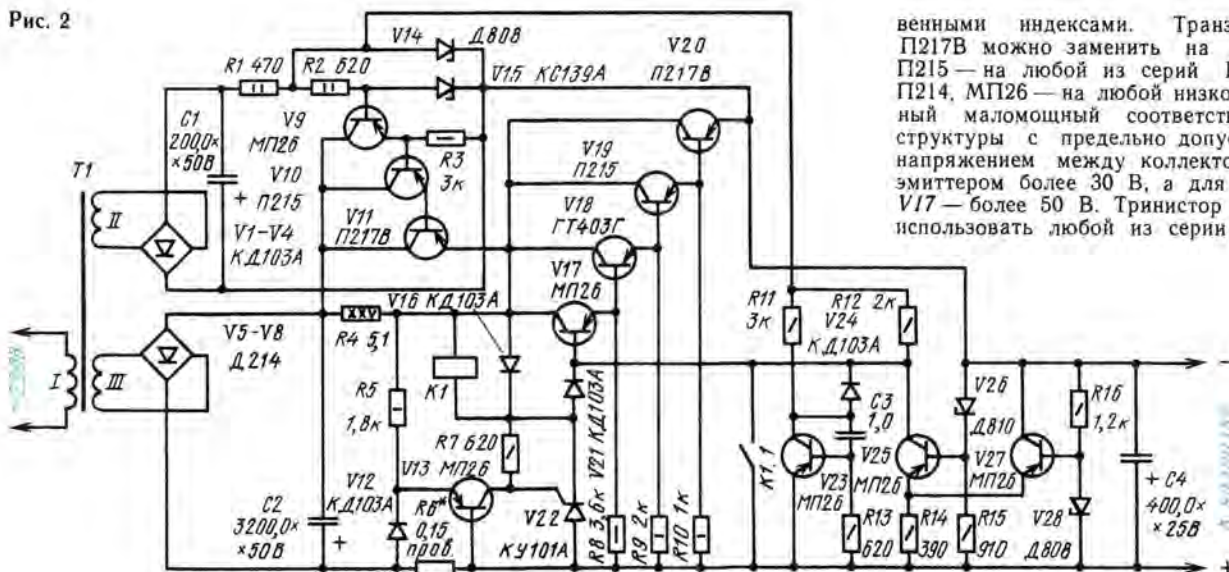 Рис. 2
венными индексами. Транз
П217В можно заменить на
П215 — на любой из серий
П214, МП26 — на любой низко
ный маломощный соответст
структуры с предельно допу
напряжением между коллекто
эмиттером более 30 В, а для
V17 — более 50 В. Тринистор
использовать любой из серии
V14
Д808
V15 КС139А
V20
П217В
R1 470
R2 620
C1
2000,0×
×50В
V9
МП26
R3
3к
V10
П215
V11
П217В
V19
П215
V18
ГТ403Г
V17
МП26
T1
II
+
V1–V4
КД103А
V16 КД103А
R4 5,1
V5–V8
Д214
I
III
R5
1,8к
K1
R7 620
V13 МП26
V12
КД103А
R6*
0,15
пров.
C2
3200,0×
×50В
+
V22
КУ101А
V21 КД103А
R8 3,6к
R9 2к
R10 1к
K1.1
R11
3к
R12 2к
V24
КД103А
C3
1,0
V23
МП26
R13
620
V25
МП26
R14
390
V26
Д810
V27
МП26
R15
910
R16
1,2к
V28
Д808
+ C4
400,0×
×25В
–
+